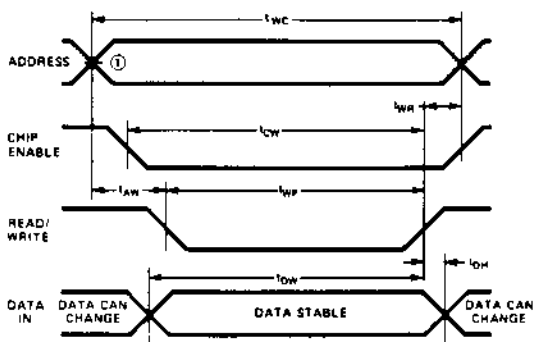 tWC
ADDRESS
①
tWR
CHIP
ENABLE
tCW
tAW
tWP
READ/
WRITE
tDH
tDW
DATA
IN
DATA CAN
CHANGE
DATA STABLE
DATA CAN
CHANGE